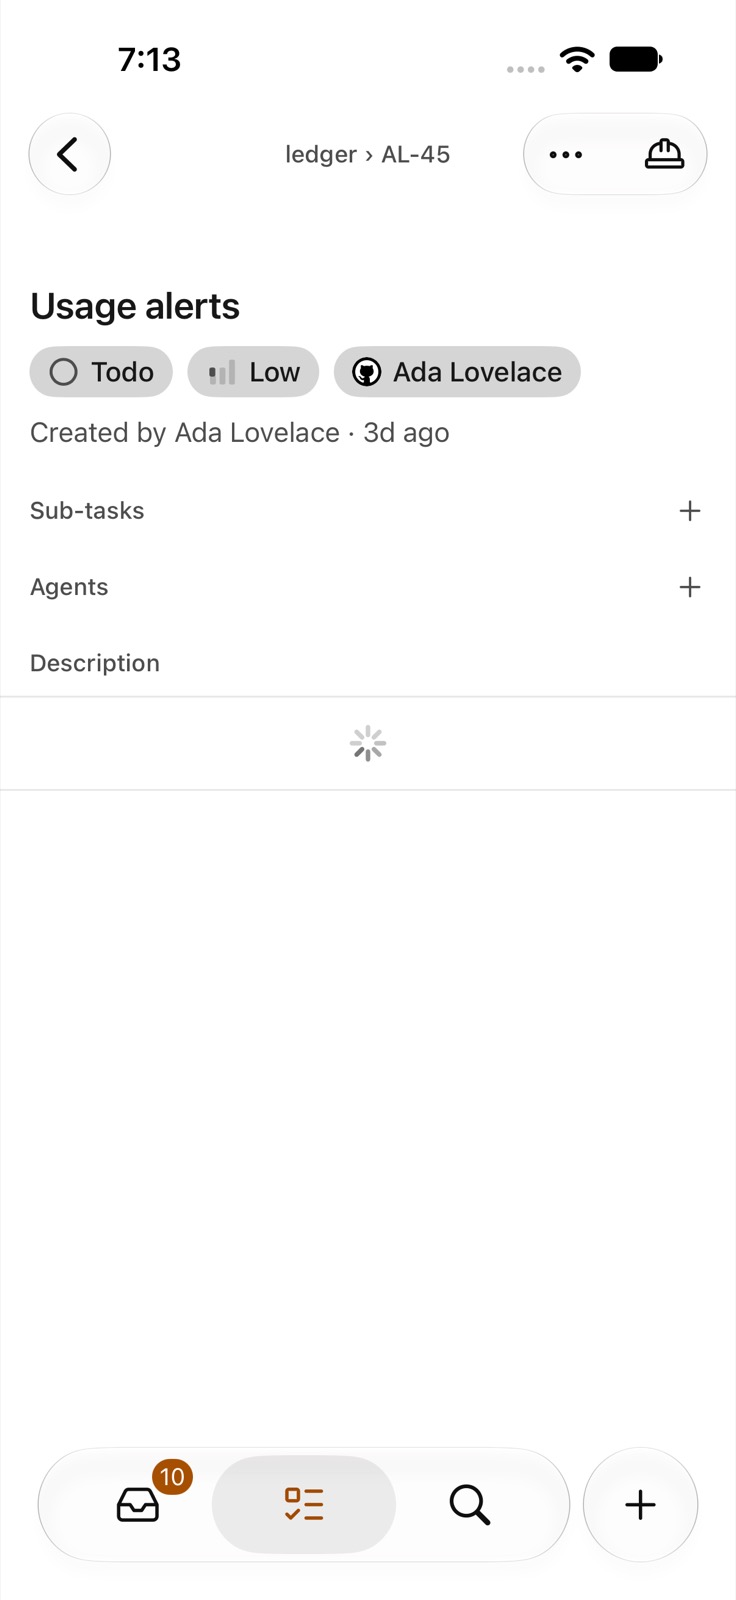 7:13
ledger › AL-45
Usage alerts
Todo Low Ada Lovelace
Created by Ada Lovelace · 3d ago
Sub-tasks
Agents
Description
10